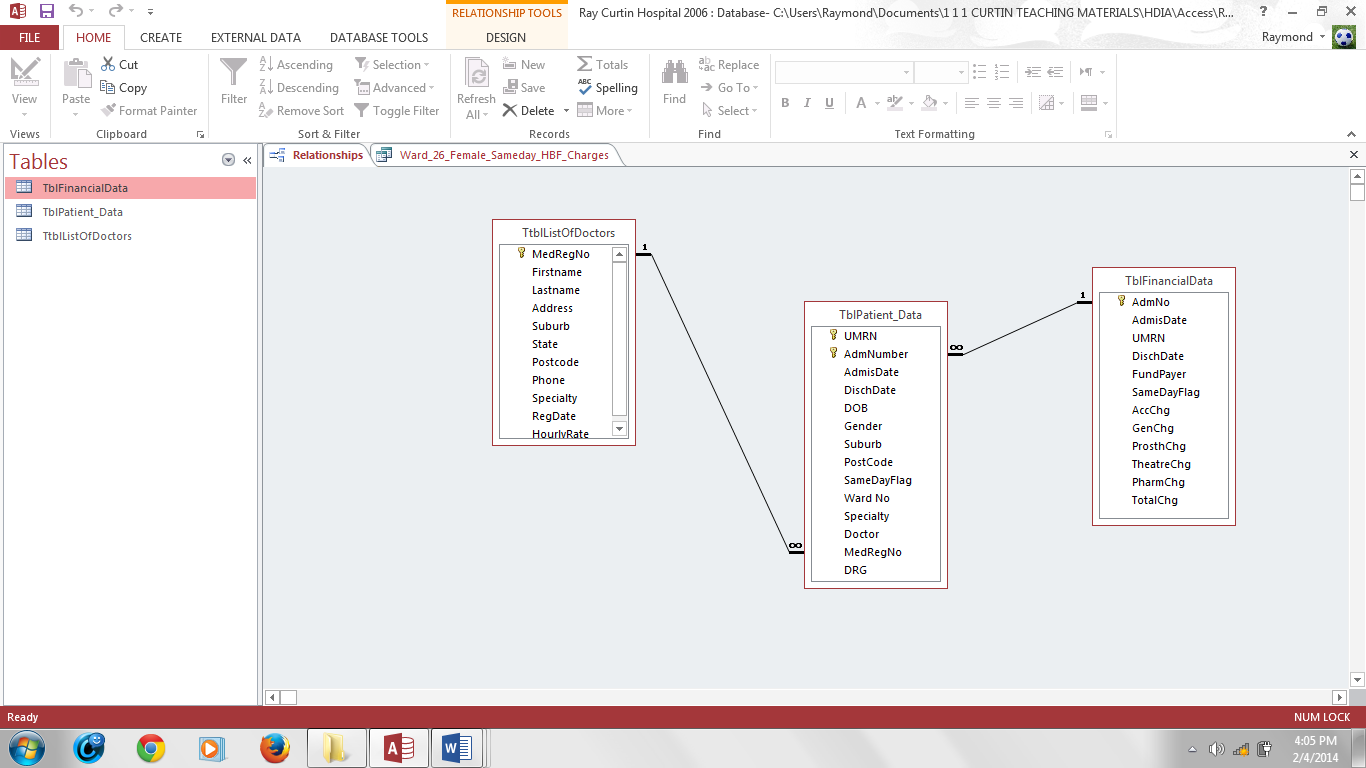 RELATIONSHIP TOOLS
Ray Curtin Hospital 2006 : Database- C:\Users\Raymond\Documents\1 1 1 CURTIN TEACHING MATERIALS\HDIA\Access\R...
FILE HOME CREATE EXTERNAL DATA DATABASE TOOLS DESIGN
Raymond
View
Views
Paste
Cut
Copy
Format Painter
Clipboard
Filter
Ascending
Descending
Remove Sort
Selection
Advanced
Toggle Filter
Sort & Filter
Refresh
All
New
Save
Delete
Totals
Spelling
More
Records
Find
Replace
Go To
Select
Find
B I U A
Text Formatting
Tables
TblFinancialData
TblPatient_Data
TtblListOfDoctors
Relationships
Ward_26_Female_Sameday_HBF_Charges
TtblListOfDoctors
MedRegNo
Firstname
Lastname
Address
Suburb
State
Postcode
Phone
Specialty
RegDate
HourlyRate
1
∞
TblPatient_Data
UMRN
AdmNumber
AdmisDate
DischDate
DOB
Gender
Suburb
PostCode
SameDayFlag
Ward No
Specialty
Doctor
MedRegNo
DRG
∞
1
TblFinancialData
AdmNo
AdmisDate
UMRN
DischDate
FundPayer
SameDayFlag
AccChg
GenChg
ProsthChg
TheatreChg
PharmChg
TotalChg
Ready
NUM LOCK
4:05 PM
2/4/2014